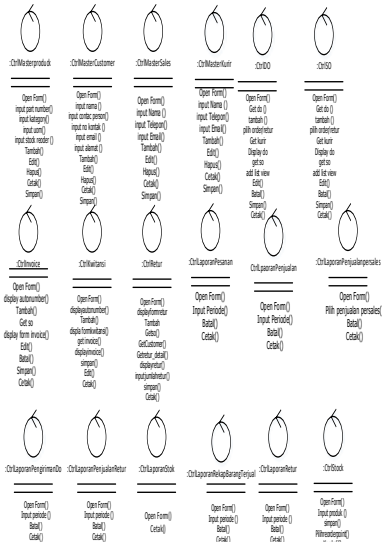 :CtrlMasterproduk
Open Form()
input part number()
input kategori()
input uom()
input stock reoder ()
Tambah()
Edit()
Hapus()
Cetak()
Simpan()
:CtrlMasterCustomer
Open Form()
input nama ()
input contac person()
input no kontak ()
input email ()
input alamat ()
Tambah()
Edit()
Hapus()
Cetak()
Simpan()
:CtrlMasterSales
Open Form()
input Nama ()
input Telepon()
input Email()
Tambah()
Edit()
Hapus()
Cetak()
Simpan()
:CtrlMasterKurir
Open Form()
input Nama ()
input Telepon()
input Email()
Tambah()
Edit()
Hapus()
Cetak()
Simpan()
:CtrlDO
Open Form()
Get do ()
tambah ()
pilih order/retur
Get kurir
Display do
get so
add list view
Edit()
Batal()
Simpan()
Cetak()
:CtrlSO
Open Form()
Get do ()
tambah ()
pilih order/retur
Get kurir
Display do
get so
add list view
Edit()
Batal()
Simpan()
Cetak()
:CtrlInvoice
Open Form()
display autonumber()
Tambah()
Get so
display form invoice()
Edit()
Batal()
Simpan()
Cetak()
:CtrlKwitansi
Open Form()
displayautonumber()
Tambah()
displa formkwitansi()
get invoice()
displayinvoice()
simpan()
Edit()
Cetak()
:CtrlRetur
Open Form()
displayformretur
Tambah
Getso()
GetCustomer()
Getretur_detail()
displayretur()
inputjumlahretur()
simpan()
Cetak()
:CtrlLaporanPesanan
Open Form()
Input Periode()
Batal()
Cetak()
:CtrlLporanPenjualan
Open Form()
Input Periode()
Batal()
Cetak()
:CtrlLaporanPenjualanpersales
Open Form()
Pilih penjualan persales()
Batal()
Cetak()
:CtrlLaporanPengirimanDo
Open Form()
Input periode ()
Batal()
Cetak()
:CtrlLaporanPenjualanRetur
Open Form()
Input periode ()
Batal()
Cetak()
:CtrlLaporanStok
Open Form()
Cetak()
:CtrlLaporanRekapBarangTerjual
Open Form()
Input periode ()
Batal()
Cetak()
:CtrlLaporanRetur
Open Form()
Input periode ()
Batal()
Cetak()
:CtrlStock
Open Form()
Input produk ()
simpan()
Pilihreorderpoint()